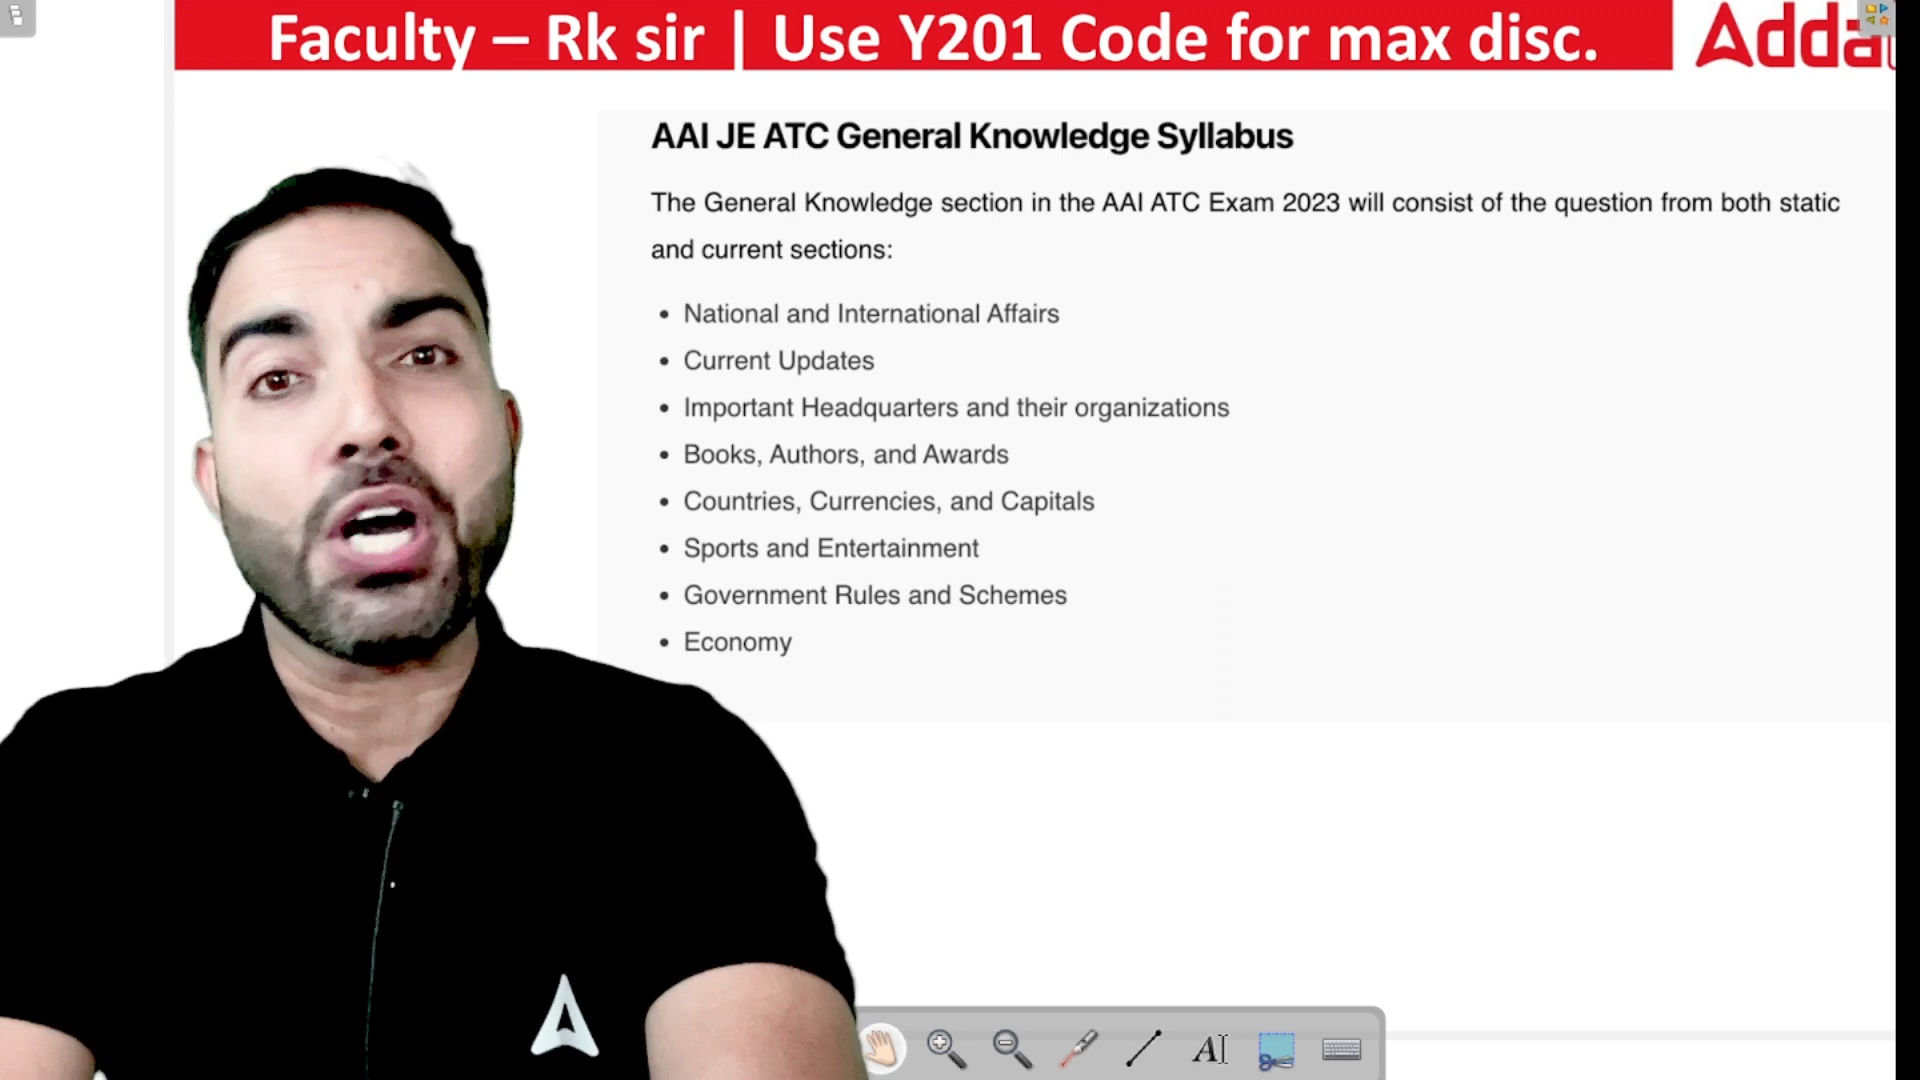 Faculty – Rk sir | Use Y201 Code for max disc.
Adda
AAI JE ATC General Knowledge Syllabus
The General Knowledge section in the AAI ATC Exam 2023 will consist of the question from both static
and current sections:
• National and International Affairs
• Current Updates
• Important Headquarters and their organizations
• Books, Authors, and Awards
• Countries, Currencies, and Capitals
• Sports and Entertainment
• Government Rules and Schemes
• Economy
AI